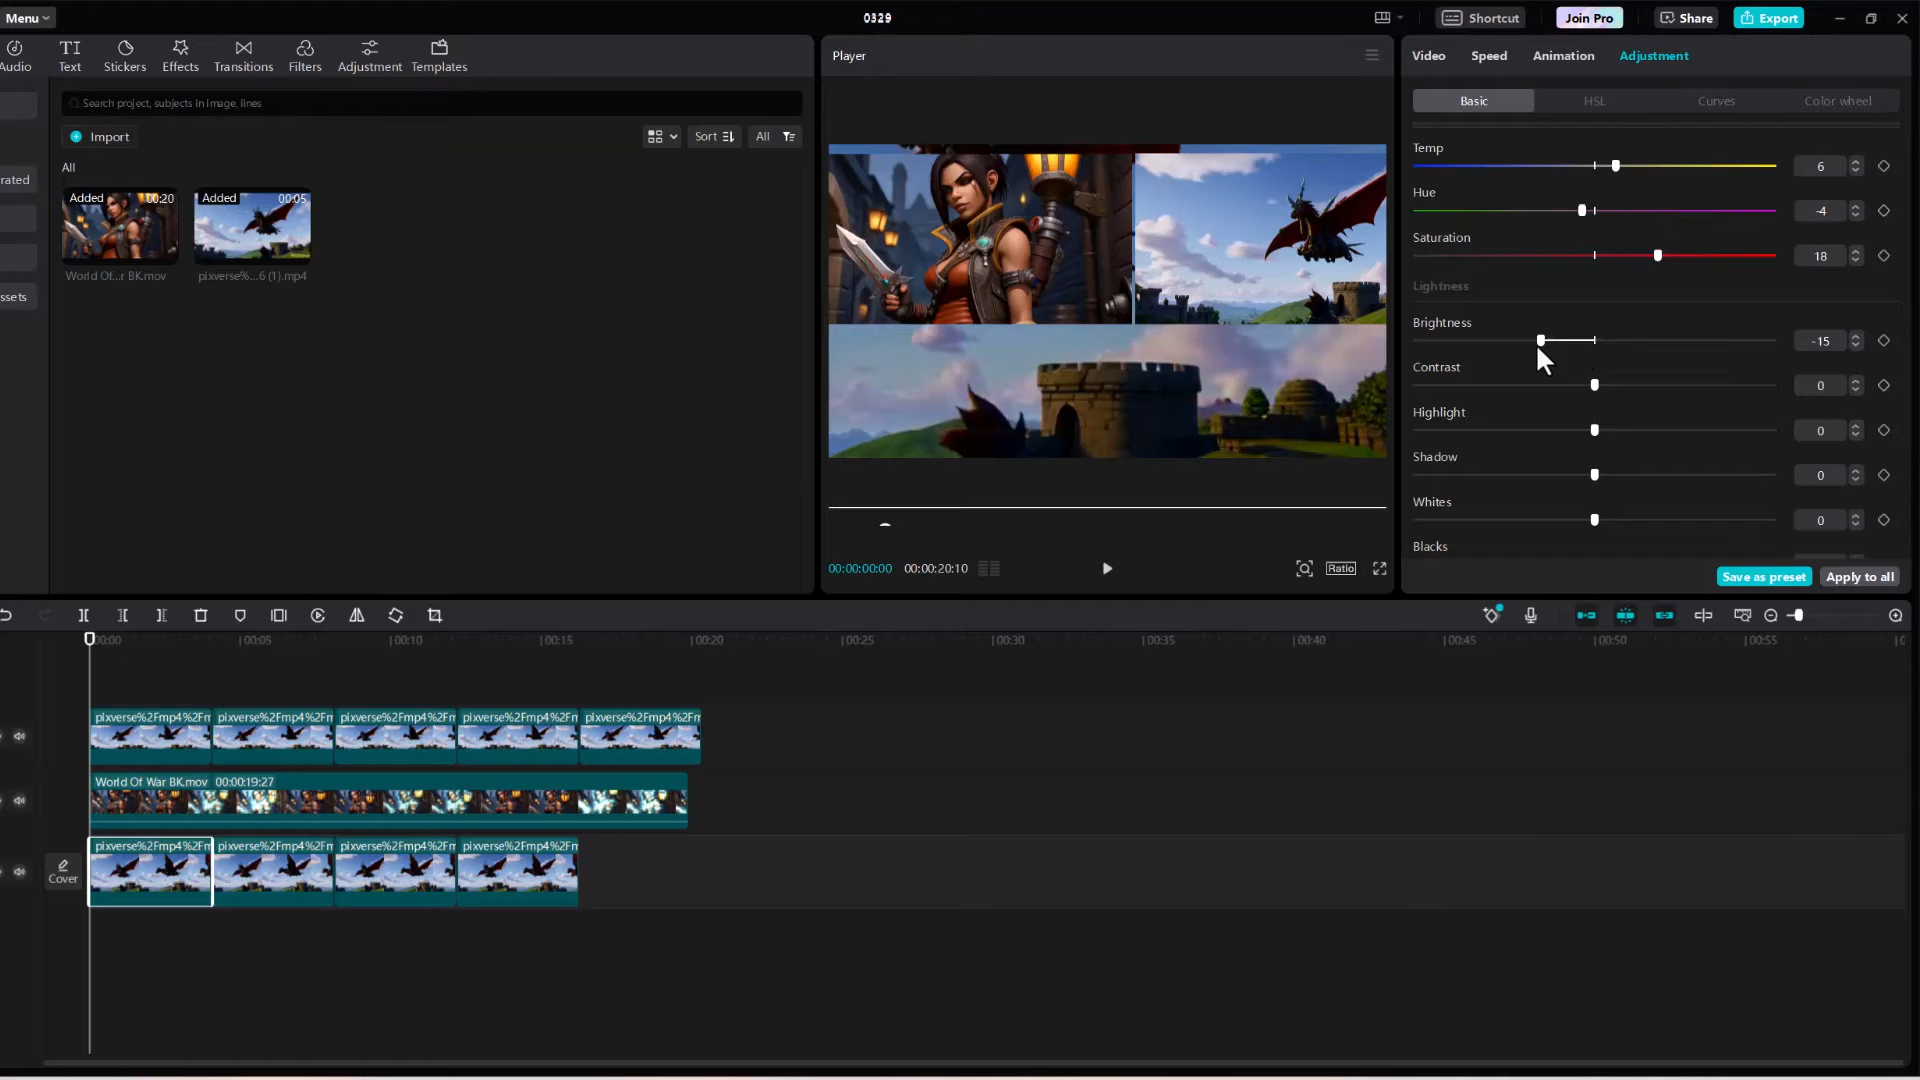 Menu
0329
Shortcut
Join Pro
Share
Export
Audio
TI
Text
Stickers
Effects
Transitions
Filters
Adjustment
Templates
Search project, subjects in image, lines
Import
Sort
All
All
rated
ssets
Added 00:20
World Of...r BK.mov
Added 00:05
pixverse%...6 (1).mp4
Player
00:00:00:00 00:00:20:10
Ratio
Video Speed Animation Adjustment
Basic HSL Curves Color wheel
Temp
6
Hue
-4
Saturation
18
Lightness
Brightness
-15
Contrast
0
Highlight
0
Shadow
0
Whites
0
Blacks
Save as preset
Apply to all
00:00 |00:05 |00:10 |00:15 |00:20 |00:25 |00:30 |00:35 |00:40 |00:45 |00:50 |00:55
pixverse%2Fmp4%2Fm pixverse%2Fmp4%2Fm pixverse%2Fmp4%2Fm pixverse%2Fmp4%2Fm pixverse%2Fmp4%2Fm
World Of War BK.mov 00:00:19:27
pixverse%2Fmp4%2Fm pixverse%2Fmp4%2Fm pixverse%2Fmp4%2Fm pixverse%2Fmp4%2Fm
Cover